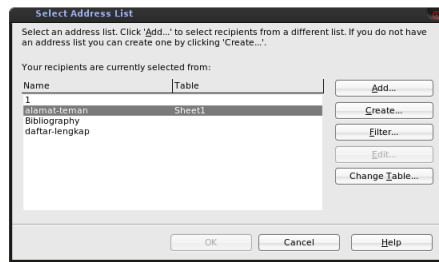 Select Address List
Select an address list. Click 'Add...' to select recipients from a different list. If you do not have
an address list you can create one by clicking 'Create...'.
Your recipients are currently selected from:
Name Table
1
alamat-teman Sheet1
Bibliography
daftar-lengkap
Add...
Create...
Filter...
Edit...
Change Table...
OK Cancel Help